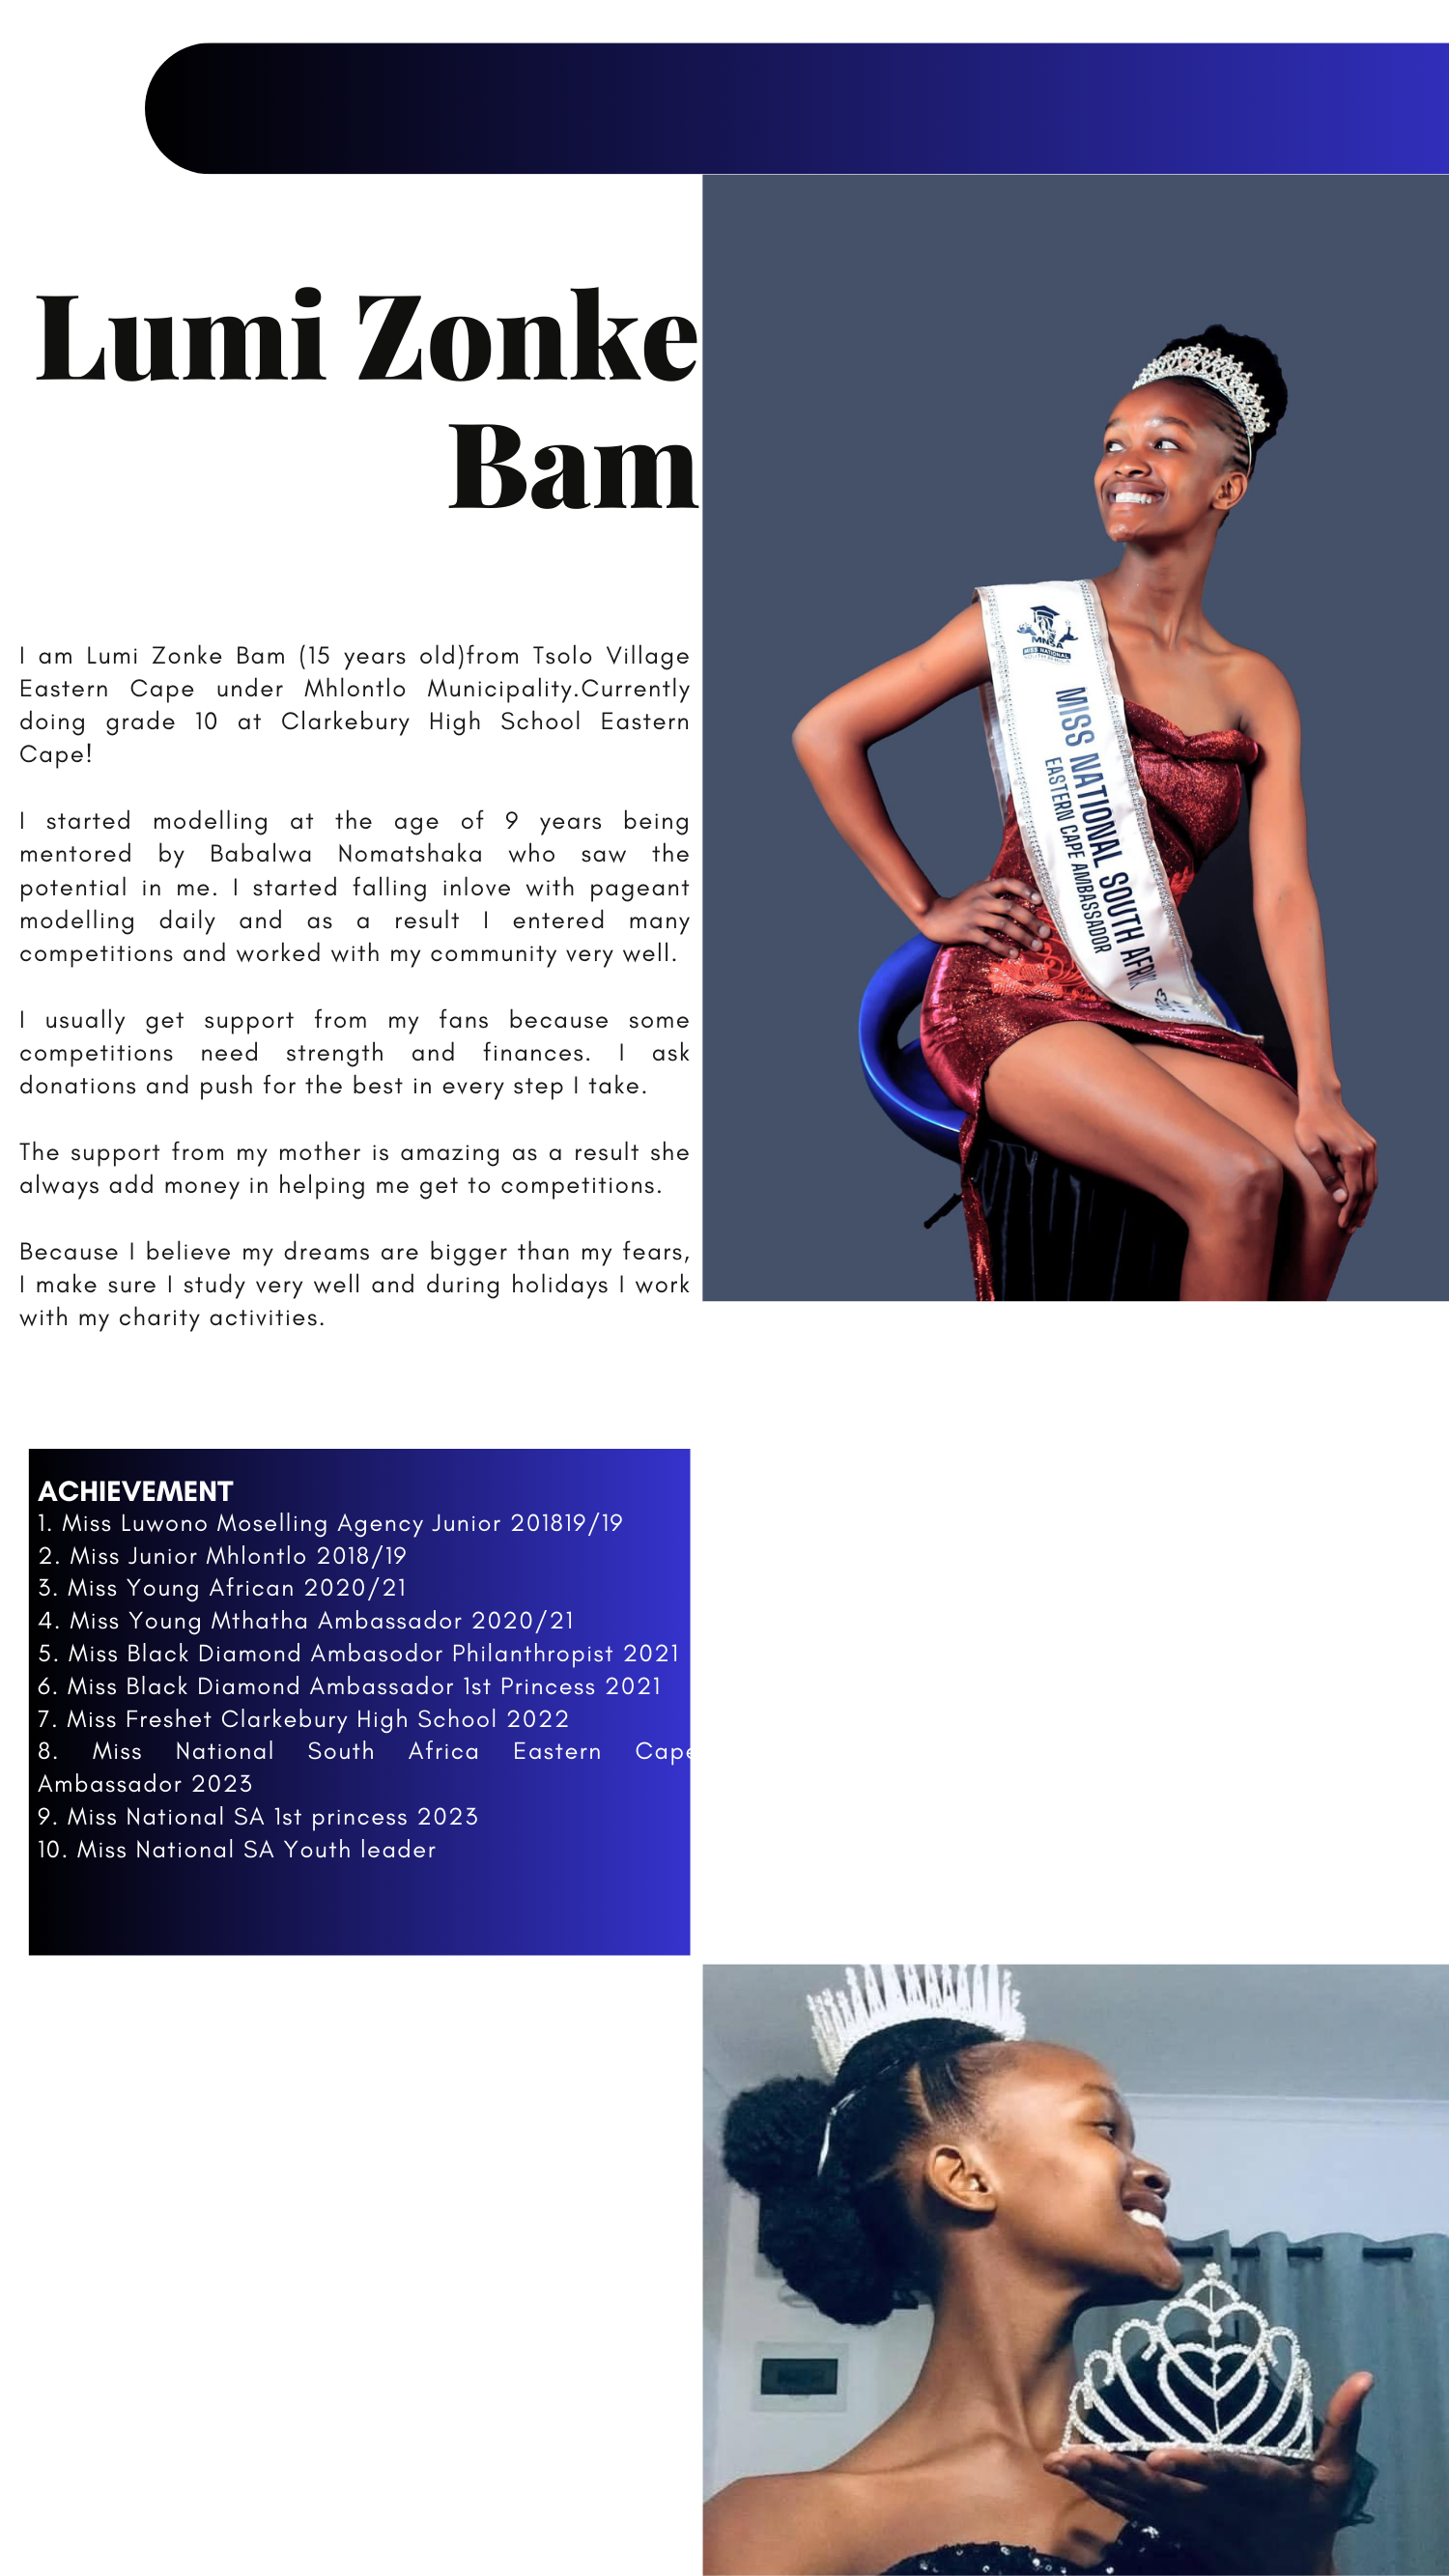 Lumi Zonke
Bam
I am Lumi Zonke Bam (15 years old)from Tsolo Village
Eastern Cape under Mhlontlo Municipality.Currently
doing grade 10 at Clarkebury High School Eastern
Cape!
I started modelling at the age of 9 years being
mentored by Babalwa Nomatshaka who saw the
potential in me. I started falling inlove with pageant
modelling daily and as a result I entered many
competitions and worked with my community very well.
I usually get support from my fans because some
competitions need strength and finances. I ask
donations and push for the best in every step I take.
The support from my mother is amazing as a result she
always add money in helping me get to competitions.
Because I believe my dreams are bigger than my fears,
I make sure I study very well and during holidays I work
with my charity activities.
MNSA
MISS NATIONAL
SOUTH AFRICA
MISS NATIONAL SOUTH AFRI
EASTERN CAPE AMBASSADOR
ACHIEVEMENT
1. Miss Luwono Moselling Agency Junior 201819/19
2. Miss Junior Mhlontlo 2018/19
3. Miss Young African 2020/21
4. Miss Young Mthatha Ambassador 2020/21
5. Miss Black Diamond Ambasodor Philanthropist 2021
6. Miss Black Diamond Ambassador 1st Princess 2021
7. Miss Freshet Clarkebury High School 2022
8. Miss National South Africa Eastern Cape
Ambassador 2023
9. Miss National SA 1st princess 2023
10. Miss National SA Youth leader